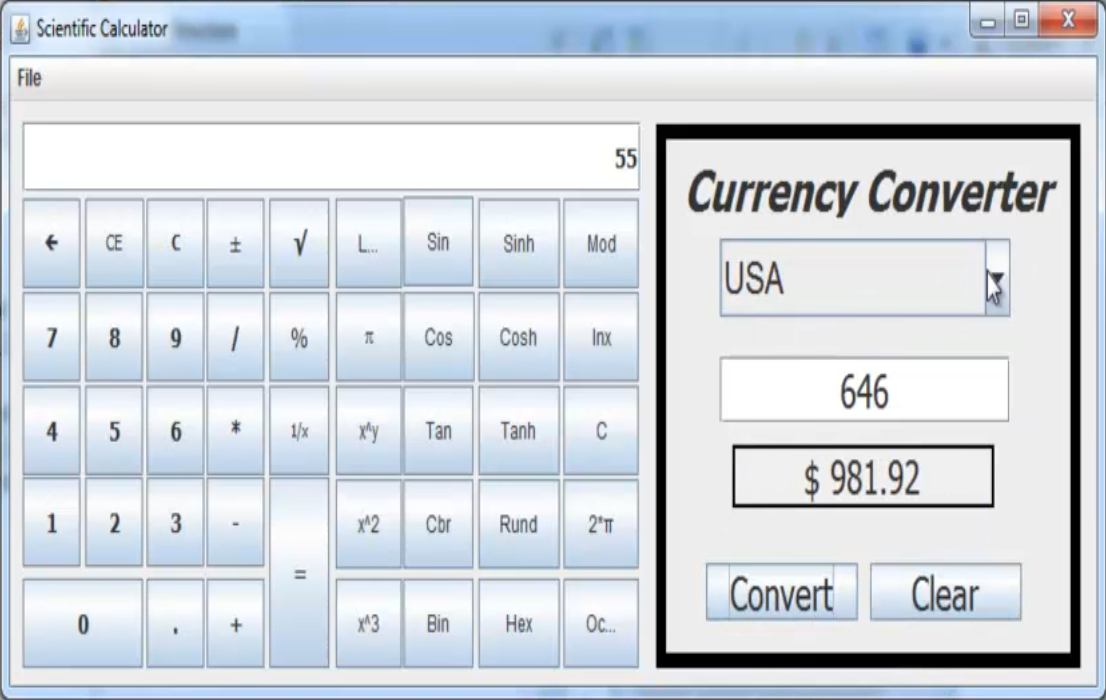 Scientific Calculator
File
55
← CE C ± √ L... Sin Sinh Mod
7 8 9 / % π Cos Cosh Inx
4 5 6 * 1/x x^y Tan Tanh C
1 2 3 - = x^2 Cbr Rund 2*π
0 . + x^3 Bin Hex Oc...
Currency Converter
USA
646
$ 981.92
Convert Clear